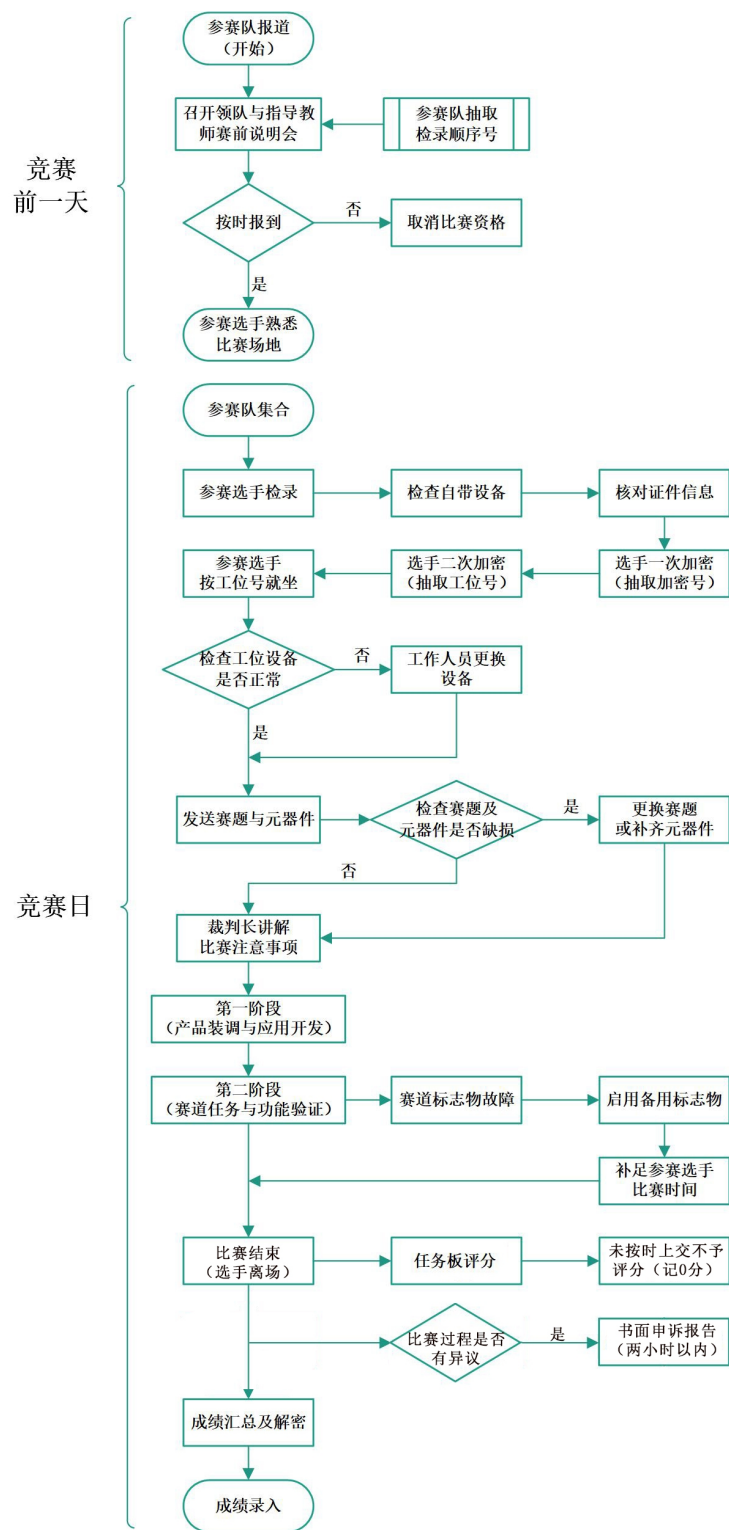 参赛队报道
（开始）
召开领队与指导教
师赛前说明会
参赛队抽取
检录顺序号
竞赛
前一天
按时报到
否
取消比赛资格
是
参赛选手熟悉
比赛场地
参赛队集合
参赛选手检录
检查自带设备
核对证件信息
参赛选手
按工位号就坐
选手二次加密
（抽取工位号）
选手一次加密
（抽取加密号）
检查工位设备
是否正常
否
工作人员更换
设备
是
发送赛题与元器件
检查赛题及
元器件是否缺损
是
更换赛题
或补齐元器件
否
竞赛日
裁判长讲解
比赛注意事项
第一阶段
（产品装调与应用开发）
第二阶段
（赛道任务与功能验证）
赛道标志物故障
启用备用标志物
补足参赛选手
比赛时间
比赛结束
（选手离场）
任务板评分
未按时上交不予
评分（记0分）
比赛过程是否
有异议
是
书面申诉报告
（两小时以内）
成绩汇总及解密
成绩录入